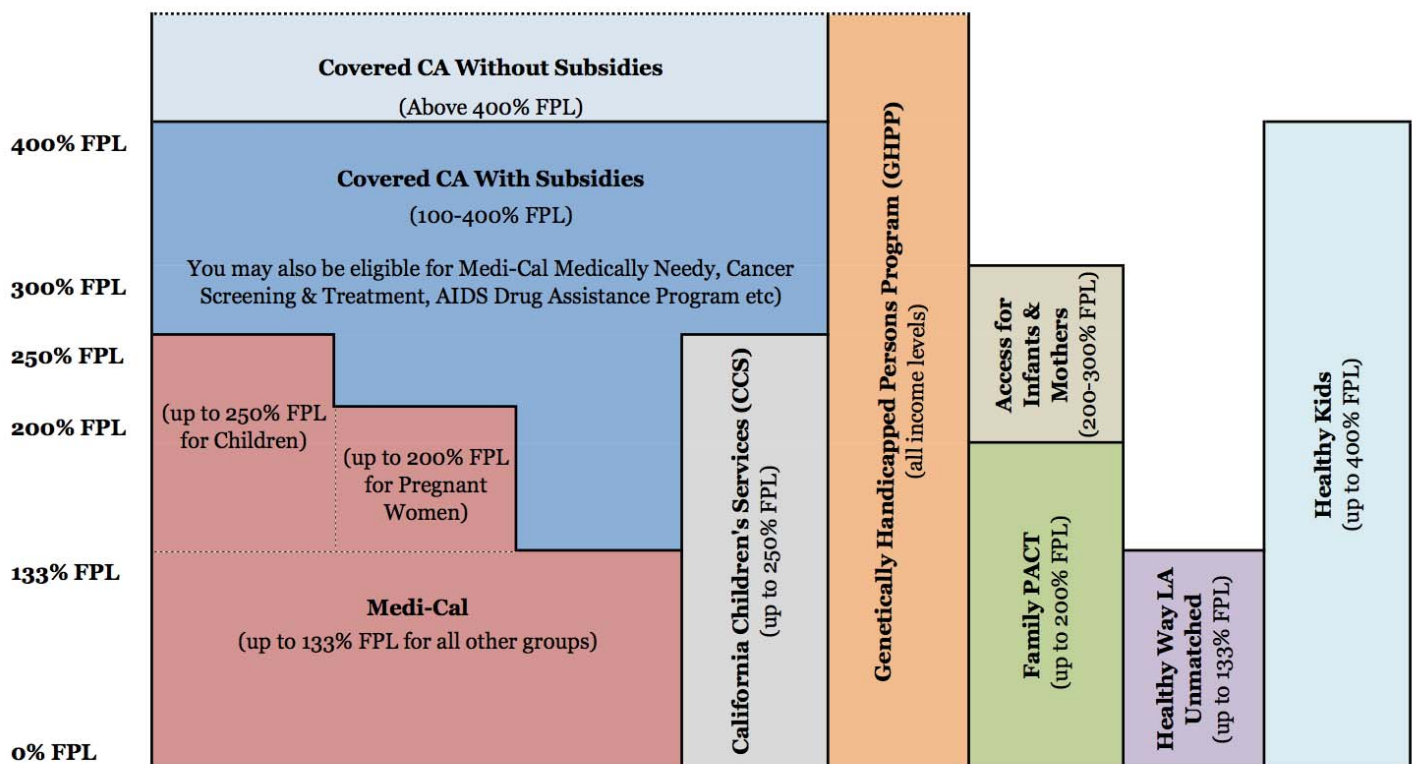 Covered CA Without Subsidies
(Above 400% FPL)
400% FPL
Covered CA With Subsidies
(100-400% FPL)
You may also be eligible for Medi-Cal Medically Needy, Cancer
Screening & Treatment, AIDS Drug Assistance Program etc)
300% FPL
250% FPL
200% FPL
133% FPL
0% FPL
(up to 250% FPL
for Children)
(up to 200% FPL
for Pregnant
Women)
Medi-Cal
(up to 133% FPL for all other groups)
California Children's Services (CCS)
(up to 250% FPL)
Genetically Handicapped Persons Program (GHPP)
(all income levels)
Access for
Infants &
Mothers
(200-300% FPL)
Family PACT
(up to 200% FPL)
Healthy Way LA
Unmatched
(up to 133% FPL)
Healthy Kids
(up to 400% FPL)